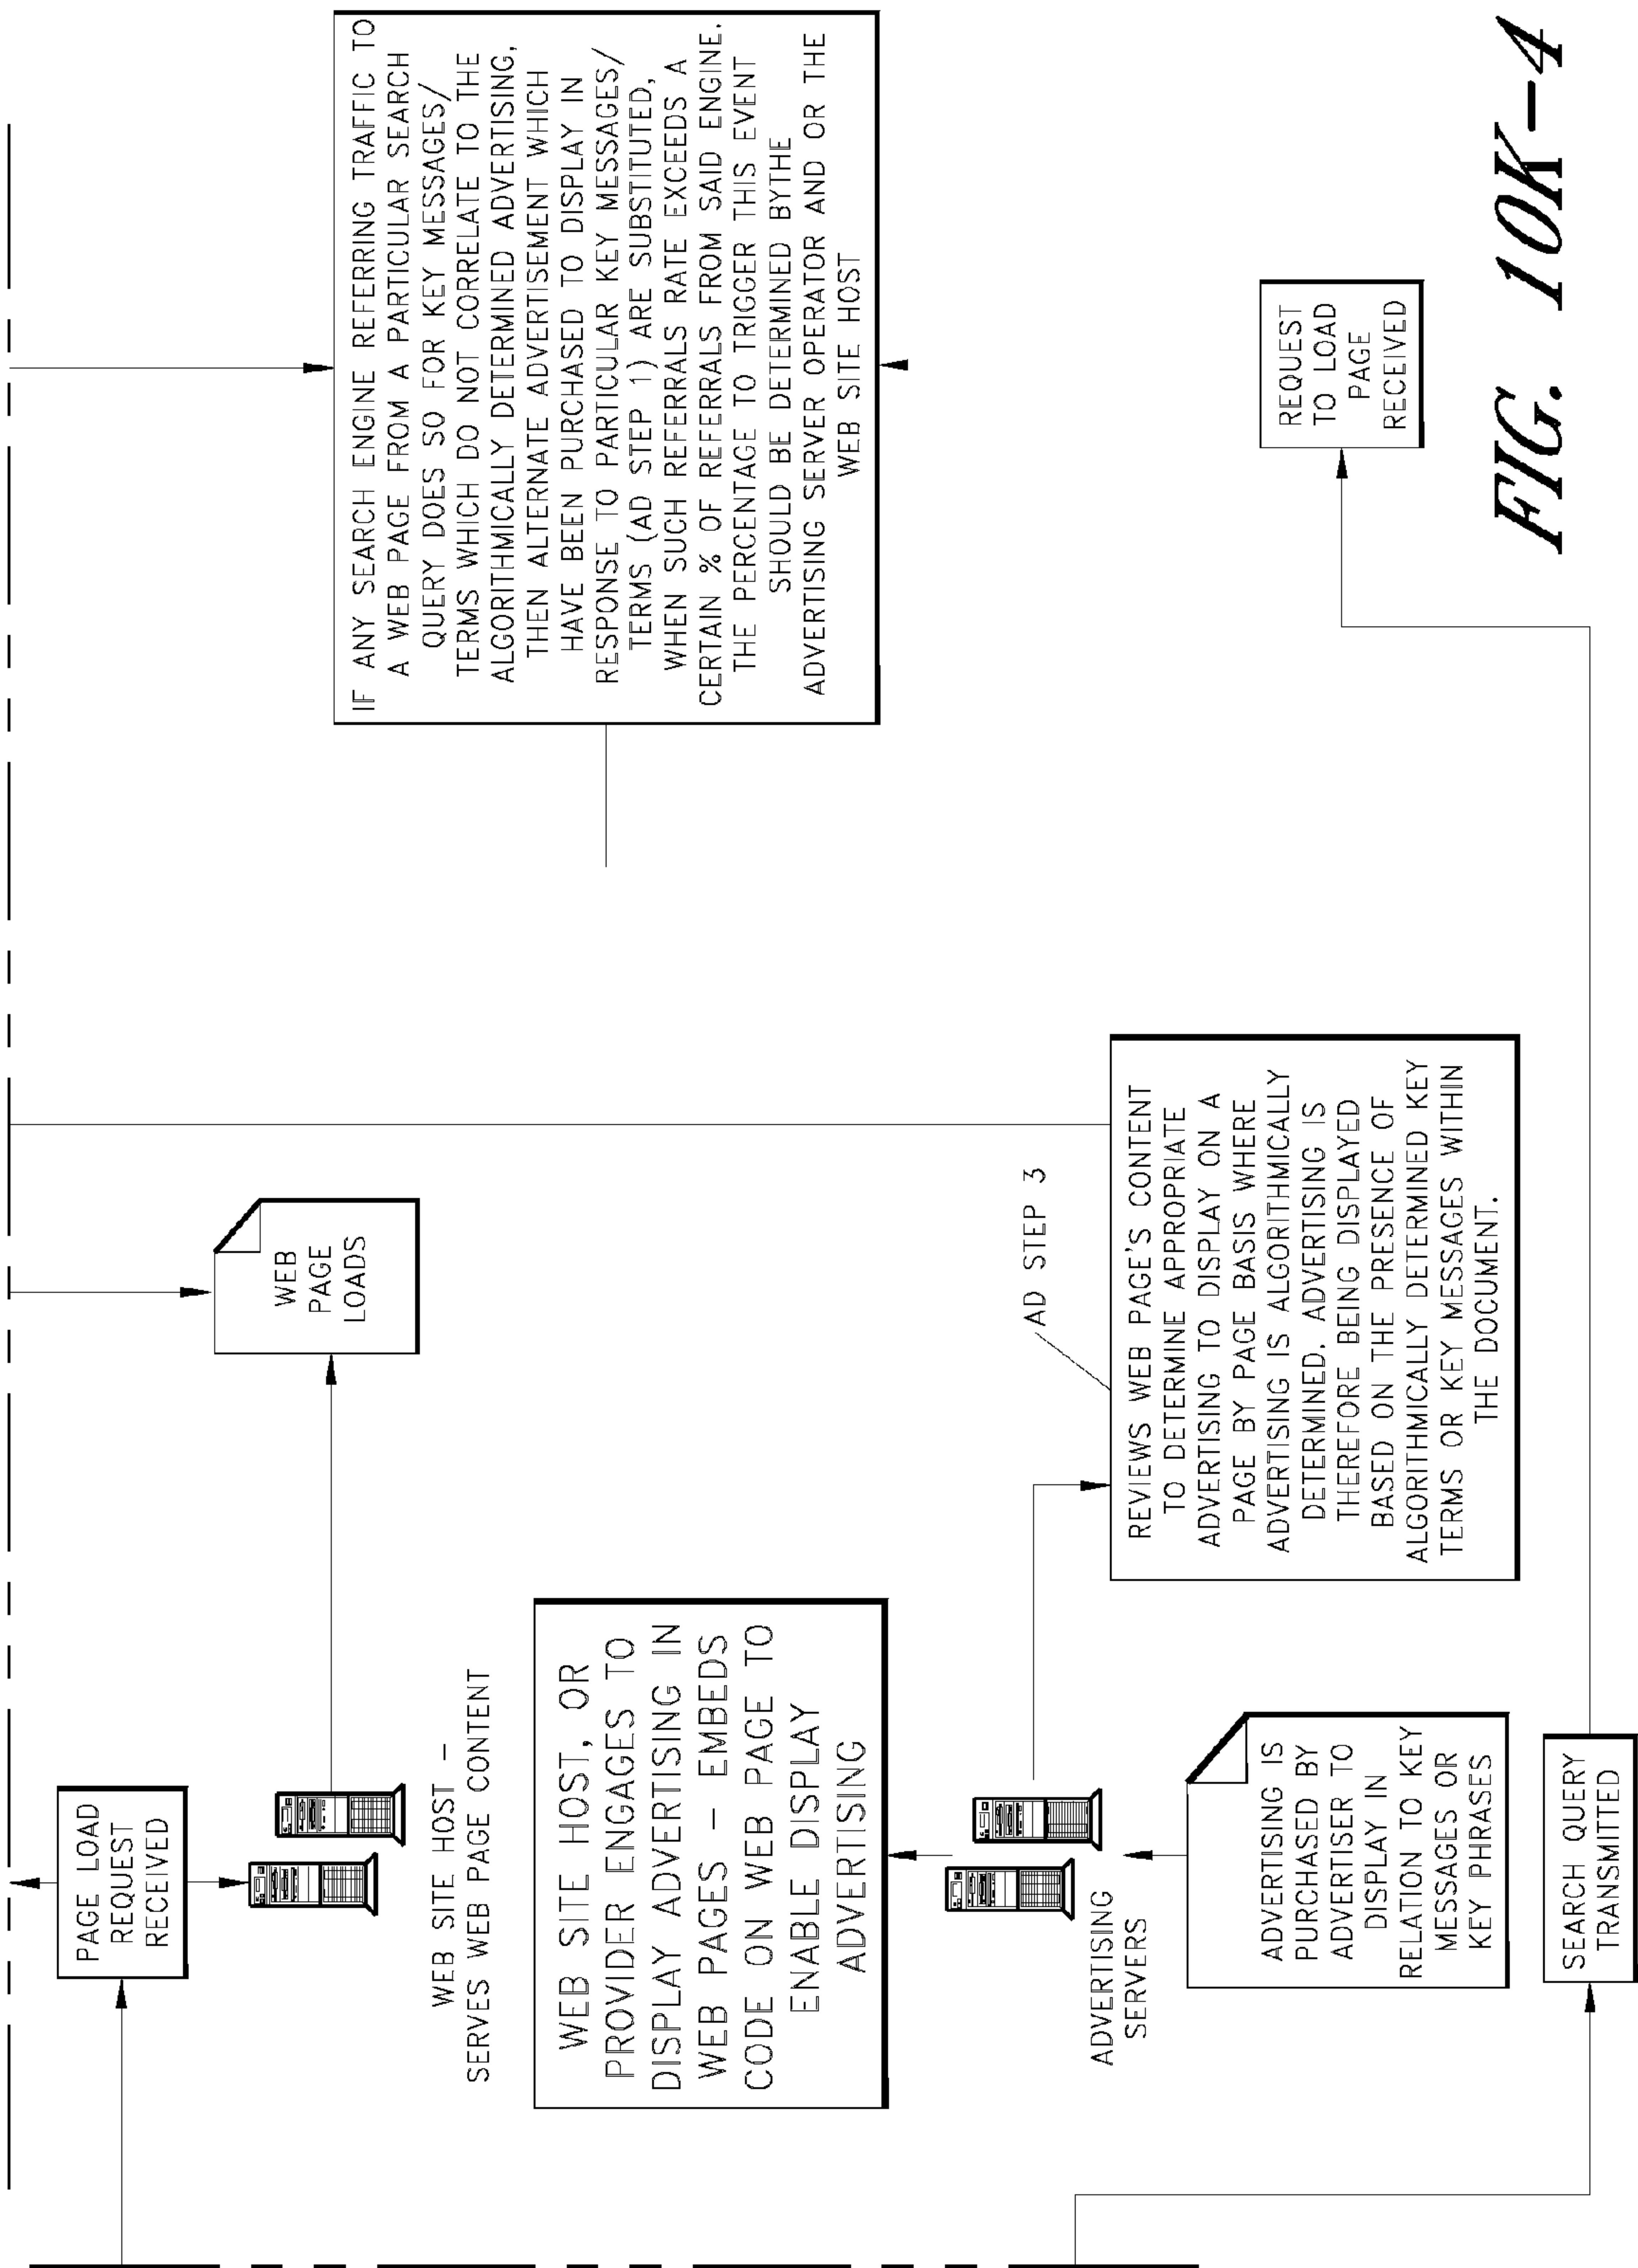 PAGE LOAD
REQUEST
RECEIVED
WEB
PAGE
LOADS
WEB SITE HOST –
SERVES WEB PAGE CONTENT
WEB SITE HOST, OR
PROVIDER ENGAGES TO
DISPLAY ADVERTISING IN
WEB PAGES – EMBEDS
CODE ON WEB PAGE TO
ENABLE DISPLAY
ADVERTISING
ADVERTISING
SERVERS
ADVERTISING IS
PURCHASED BY
ADVERTISER TO
DISPLAY IN
RELATION TO KEY
MESSAGES OR
KEY PHRASES
SEARCH QUERY
TRANSMITTED
AD STEP 3
REVIEWS WEB PAGE'S CONTENT
TO DETERMINE APPROPRIATE
ADVERTISING TO DISPLAY ON A
PAGE BY PAGE BASIS WHERE
ADVERTISING IS ALGORITHMICALLY
DETERMINED. ADVERTISING IS
THEREFORE BEING DISPLAYED
BASED ON THE PRESENCE OF
ALGORITHMICALLY DETERMINED KEY
TERMS OR KEY MESSAGES WITHIN
THE DOCUMENT.
IF ANY SEARCH ENGINE REFERRING TRAFFIC TO
A WEB PAGE FROM A PARTICULAR SEARCH
QUERY DOES SO FOR KEY MESSAGES/
TERMS WHICH DO NOT CORRELATE TO THE
ALGORITHMICALLY DETERMINED ADVERTISING,
THEN ALTERNATE ADVERTISEMENT WHICH
HAVE BEEN PURCHASED TO DISPLAY IN
RESPONSE TO PARTICULAR KEY MESSAGES/
TERMS (AD STEP 1) ARE SUBSTITUTED,
WHEN SUCH REFERRALS RATE EXCEEDS A
CERTAIN % OF REFERRALS FROM SAID ENGINE.
THE PERCENTAGE TO TRIGGER THIS EVENT
SHOULD BE DETERMINED BYTHE
ADVERTISING SERVER OPERATOR AND OR THE
WEB SITE HOST
REQUEST
TO LOAD
PAGE
RECEIVED
FIG. 10K-4